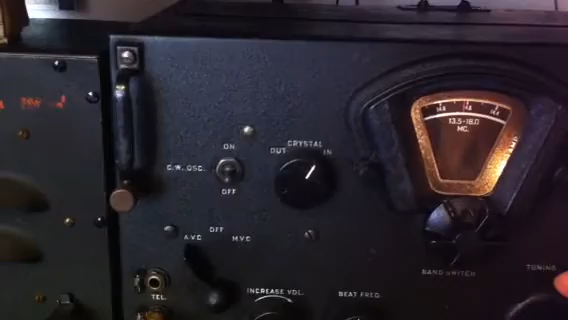 ON
CRYSTAL
OUT
IN
C.W. OSC.
OFF
13.5-18.0
MC.
OFF
A.V.C.
M.V.C.
BAND SWITCH
TUNING
TEL.
INCREASE VOL.
BEAT FREQ.